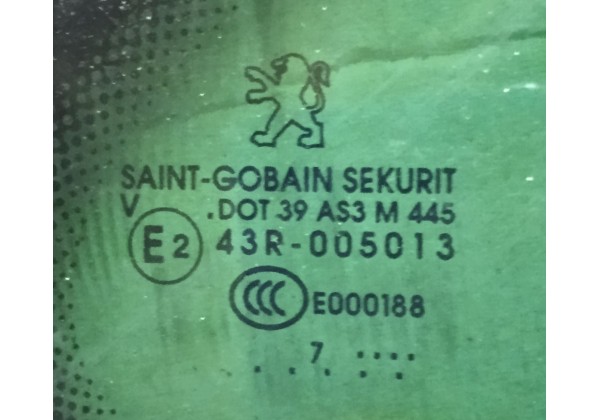 SAINT-GOBAIN SEKURIT
V .DOT 39 AS3 M 445
E2 43R-005013
CCC E000188
.. . 7 .. ::::